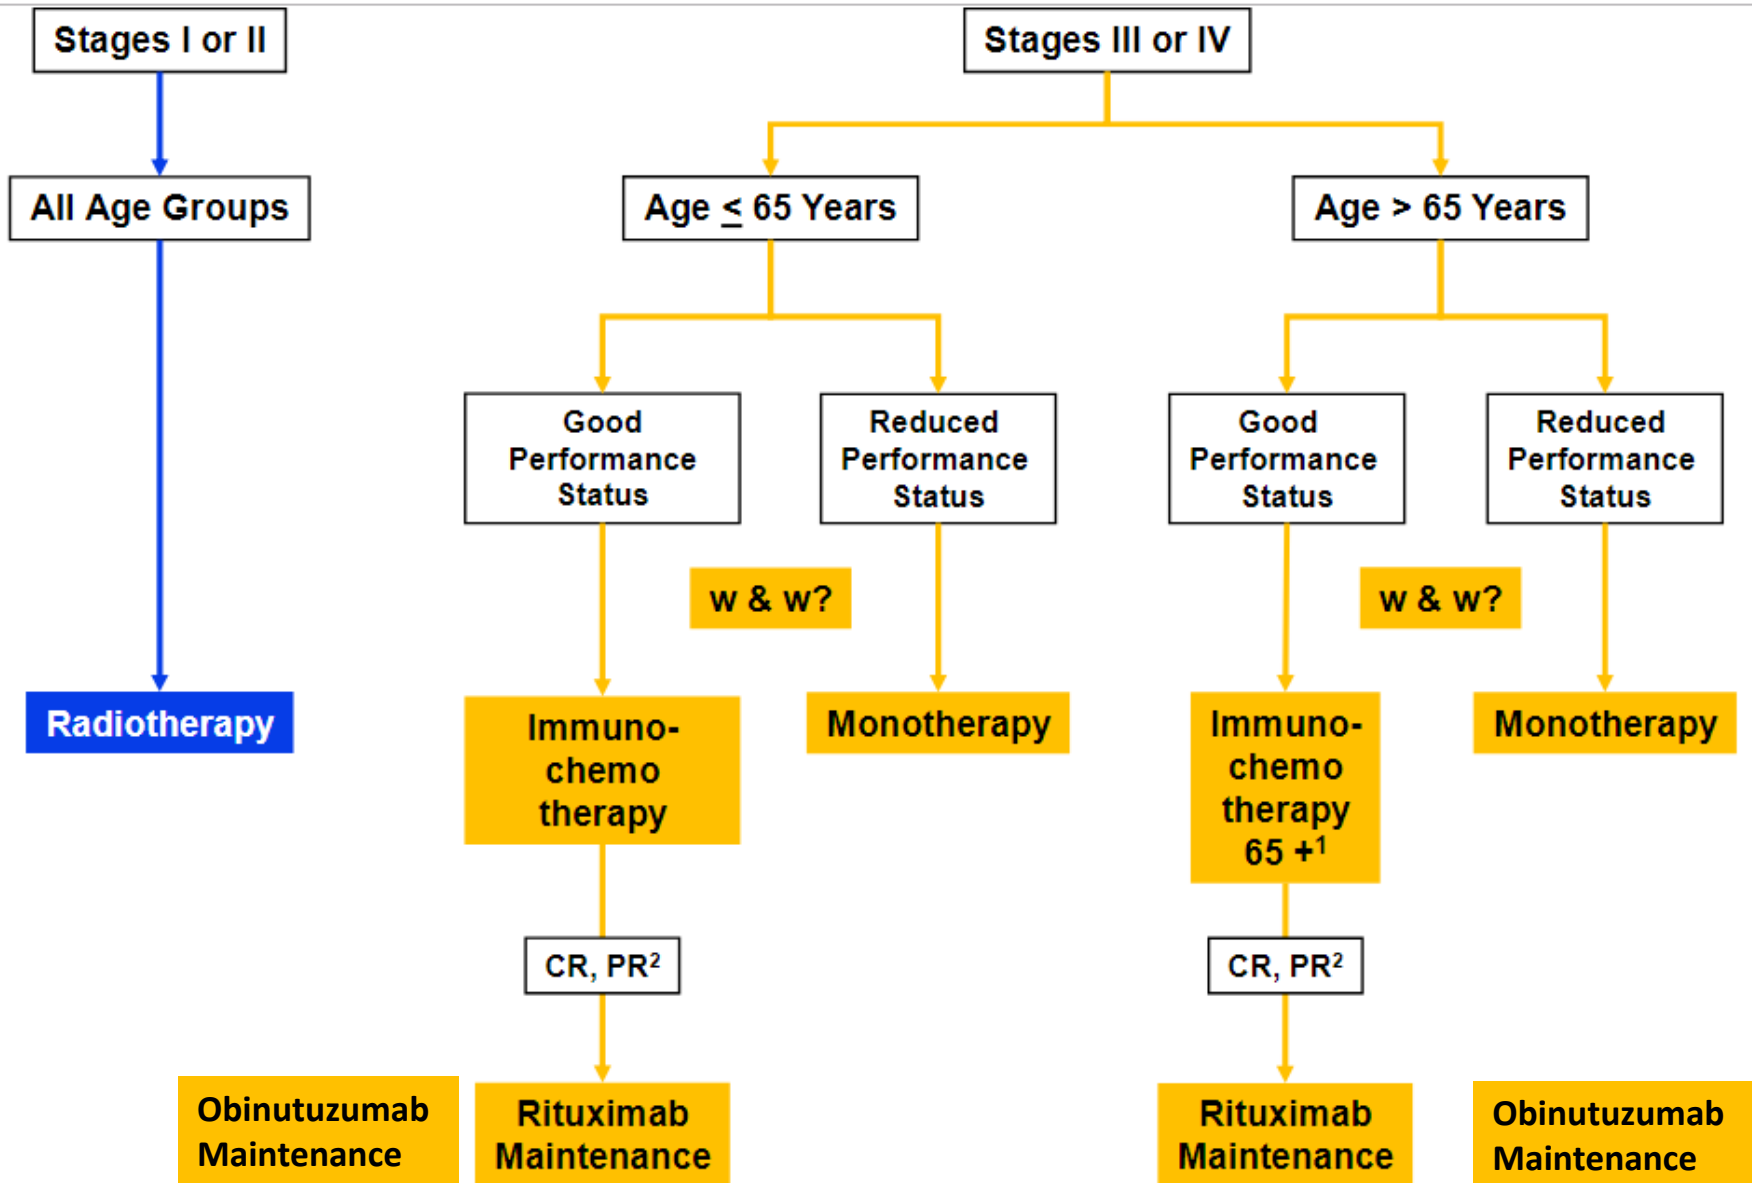 Stages I or II
Stages III or IV
All Age Groups
Age ≤ 65 Years
Age > 65 Years
Good
Performance
Status
Reduced
Performance
Status
Good
Performance
Status
Reduced
Performance
Status
w & w?
w & w?
Radiotherapy
Immuno-
chemo
therapy
Monotherapy
Immuno-
chemo
therapy
65 +¹
Monotherapy
CR, PR²
CR, PR²
Obinutuzumab
Maintenance
Rituximab
Maintenance
Rituximab
Maintenance
Obinutuzumab
Maintenance